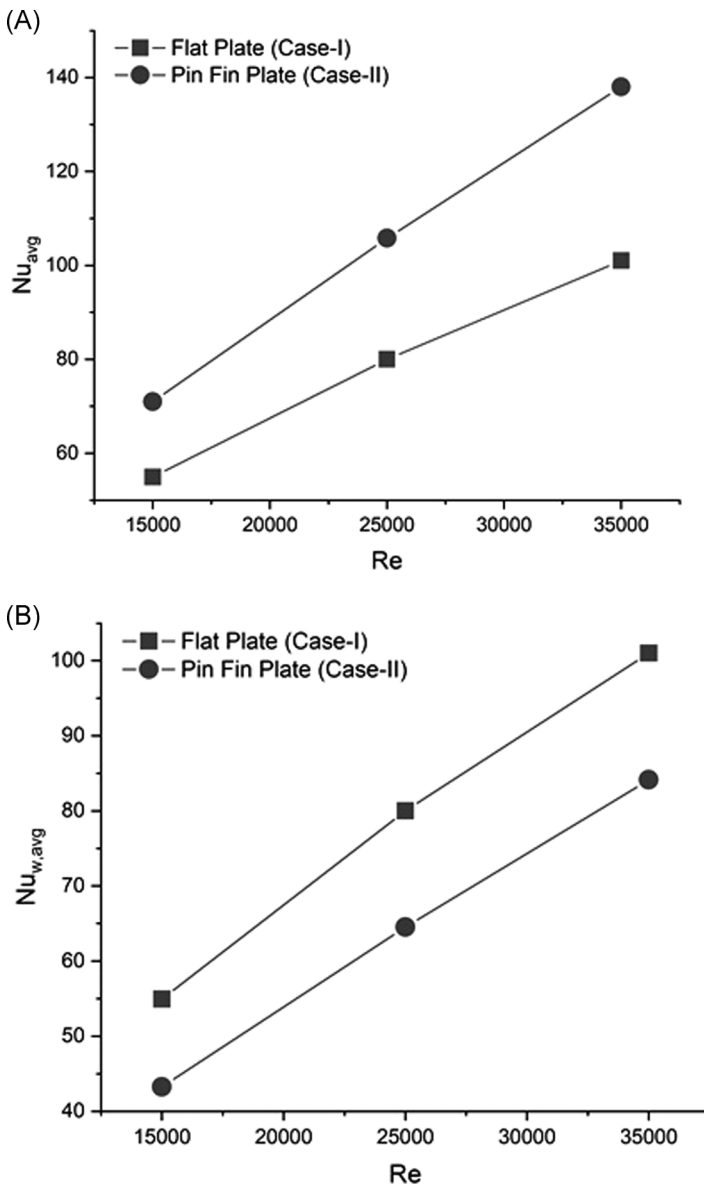 (A)
Flat Plate (Case-I)
Pin Fin Plate (Case-II)
140
120
100
80
60
Nuavg
15000 20000 25000 30000 35000
Re
(B)
Flat Plate (Case-I)
Pin Fin Plate (Case-II)
100
90
80
70
60
50
40
Nuw,avg
15000 20000 25000 30000 35000
Re